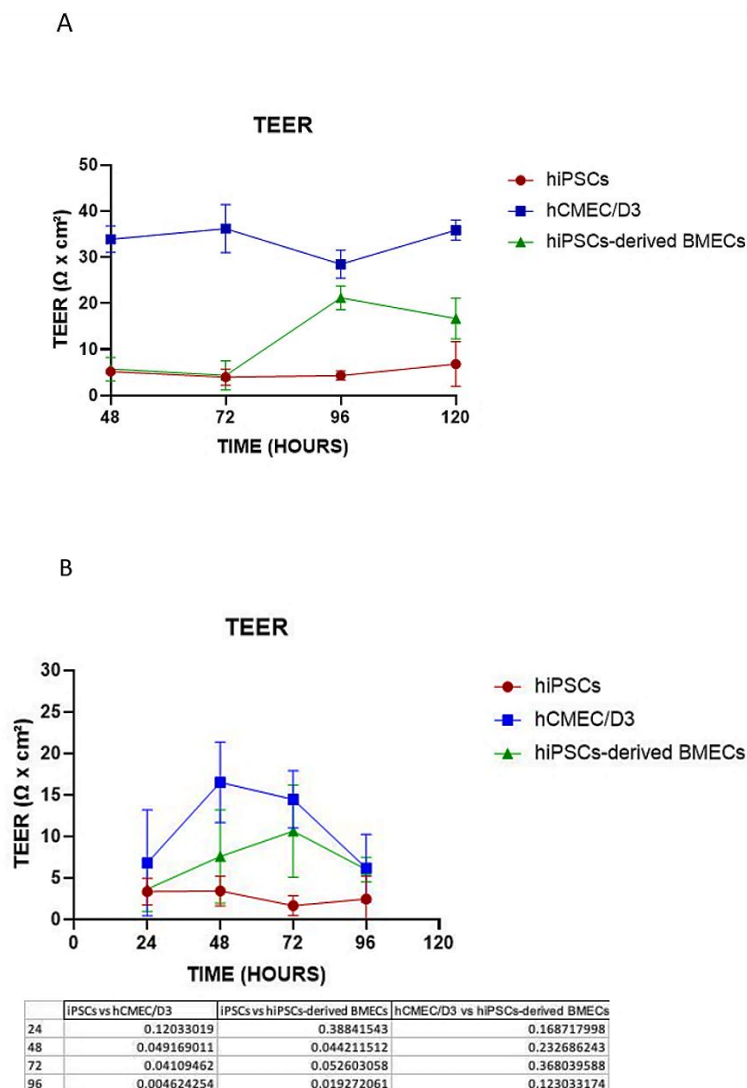 A
TEER
50
40
30
20
10
0
TEER (Ω x cm²)
48 72 96 120
TIME (HOURS)
hiPSCs
hCMEC/D3
hiPSCs-derived BMECs
B
TEER
30
25
20
15
10
5
0
TEER (Ω x cm²)
0 24 48 72 96 120
TIME (HOURS)
hiPSCs
hCMEC/D3
hiPSCs-derived BMECs
iPSCs vs hCMEC/D3 iPSCs vs hiPSCs-derived BMECs hCMEC/D3 vs hiPSCs-derived BMECs
24 0.12033019 0.38841543 0.168717998
48 0.049169011 0.044211512 0.232686243
72 0.04109462 0.052603058 0.368039588
96 0.004624254 0.019272061 0.123033174